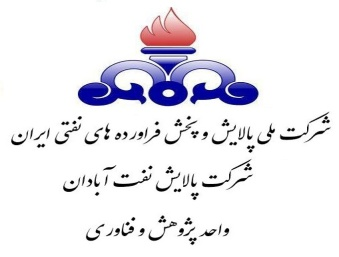 شرکت ملی پالایش و پخش فراورده های نفتی ایران
شرکت پالایش نفت آبادان
واحد پژوهش و فناوری